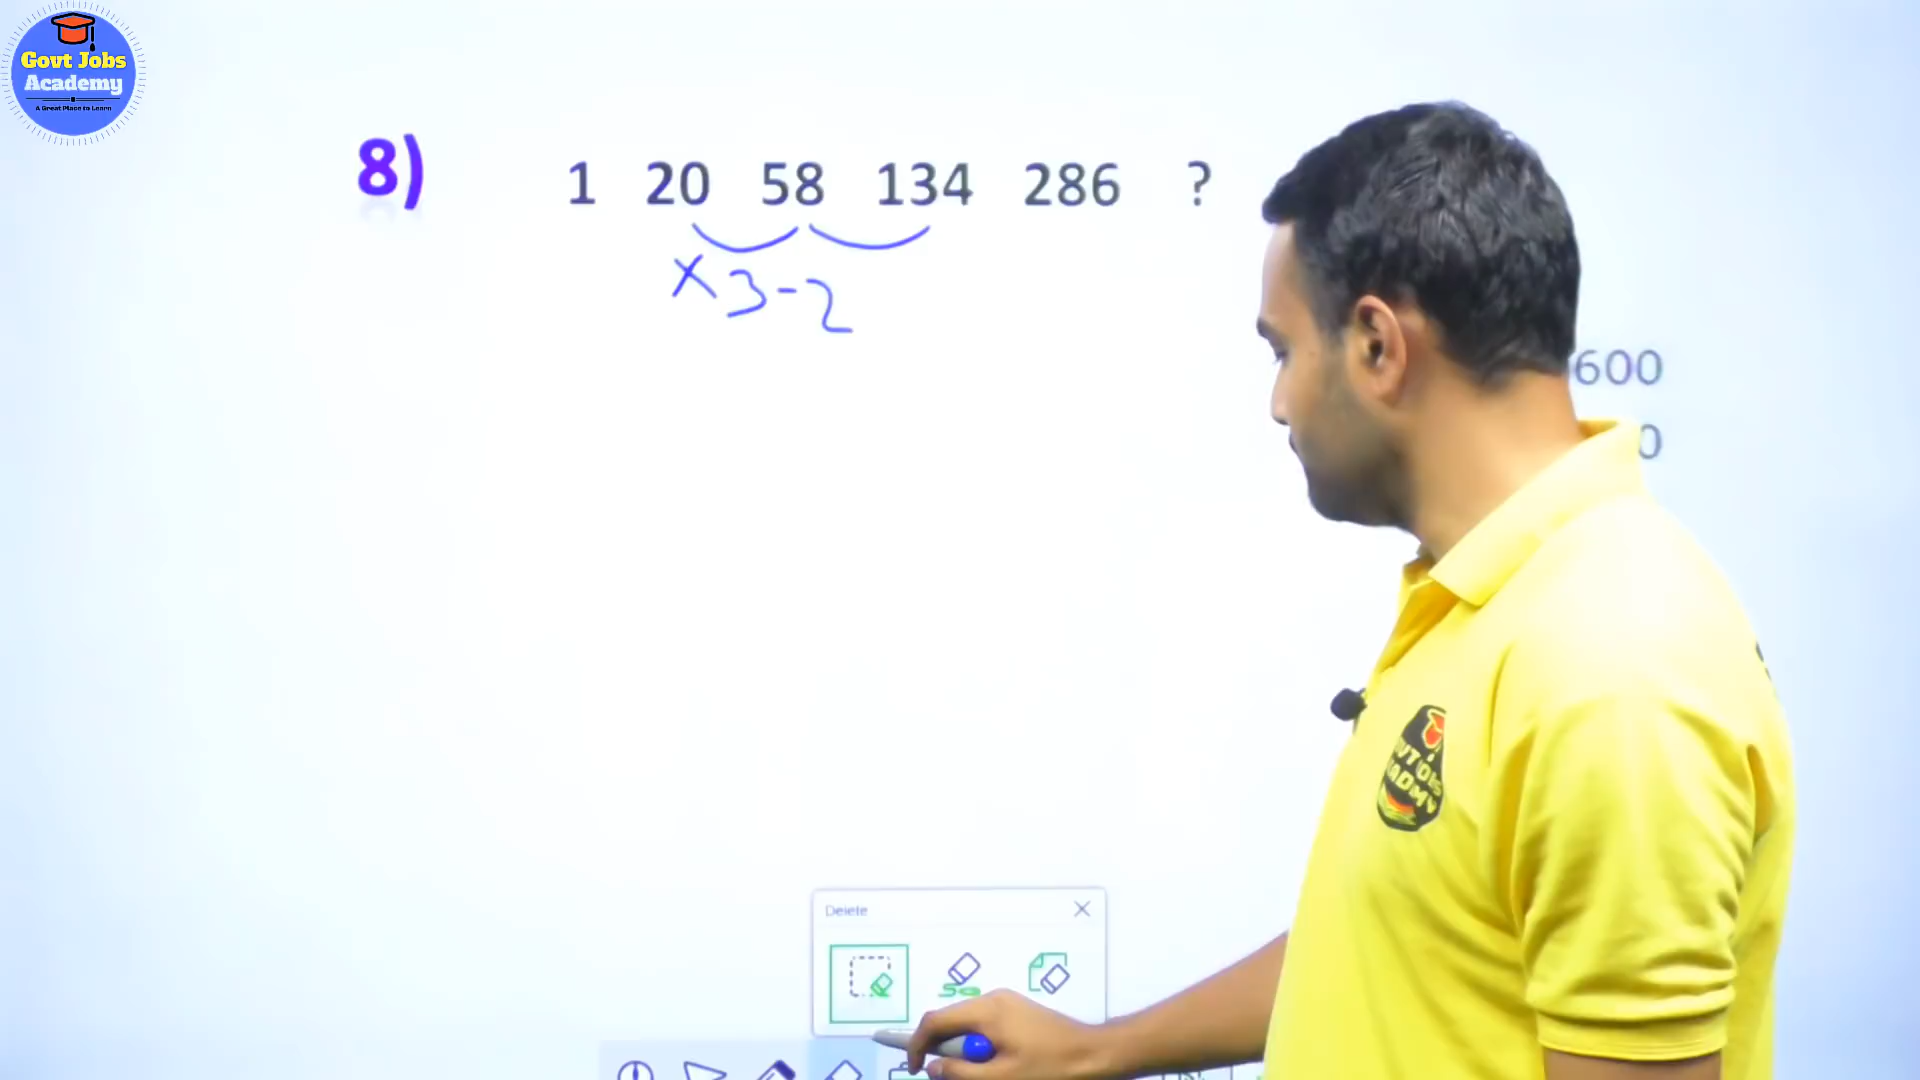 Govt Jobs
Academy
A Great Place to Learn
8) 1 20 58 134 286 ?
×3-2
600
0
Delete